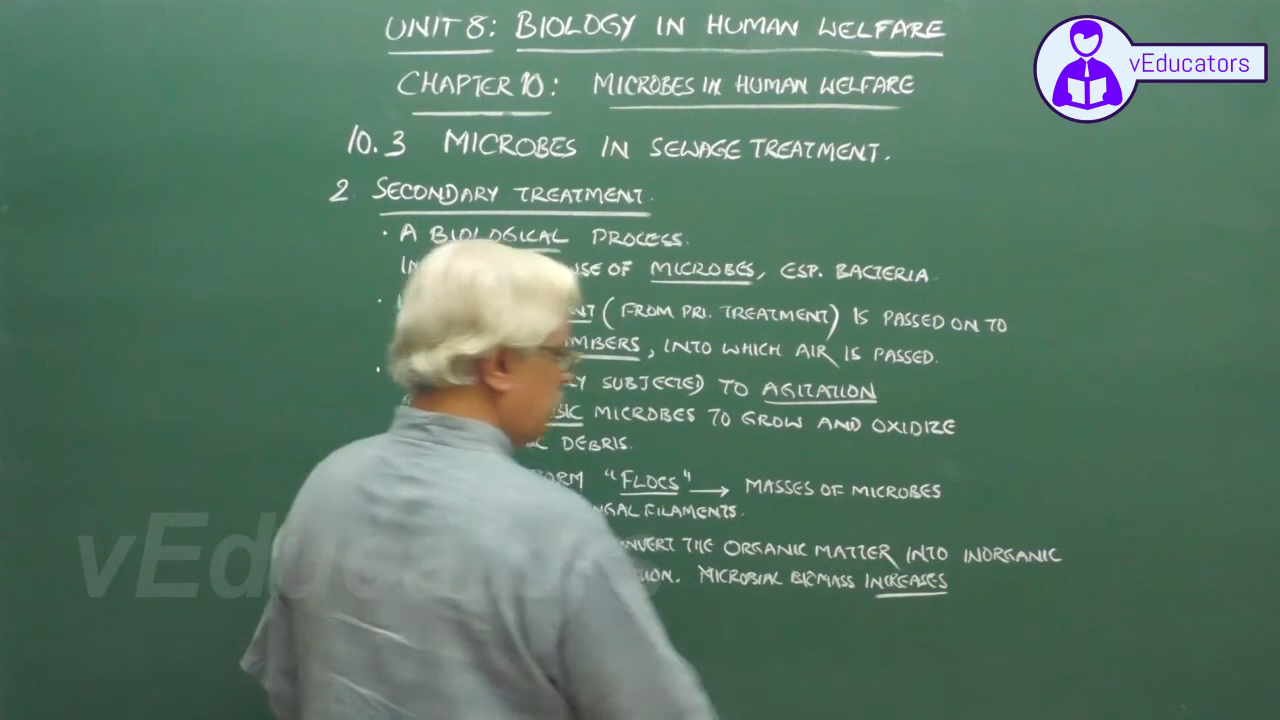 UNIT 8: BIOLOGY IN HUMAN WELFARE
vEducators
CHAPTER 10: MICROBES IN HUMAN WELFARE
10.3 MICROBES IN SEWAGE TREATMENT.
2. SECONDARY TREATMENT.
• A BIOLOGICAL PROCESS.
USE OF MICROBES, ESP. BACTERIA.
(FROM PRI. TREATMENT) IS PASSED ON TO
, INTO WHICH AIR IS PASSED.
SUBJECTED TO AGITATION
MICROBES TO GROW AND OXIDIZE
DEBRIS.
"FLOCS" → MASSES OF MICROBES
FILAMENTS.
THE ORGANIC MATTER INTO INORGANIC
MICROBIAL BIOMASS INCREASES
vEducators